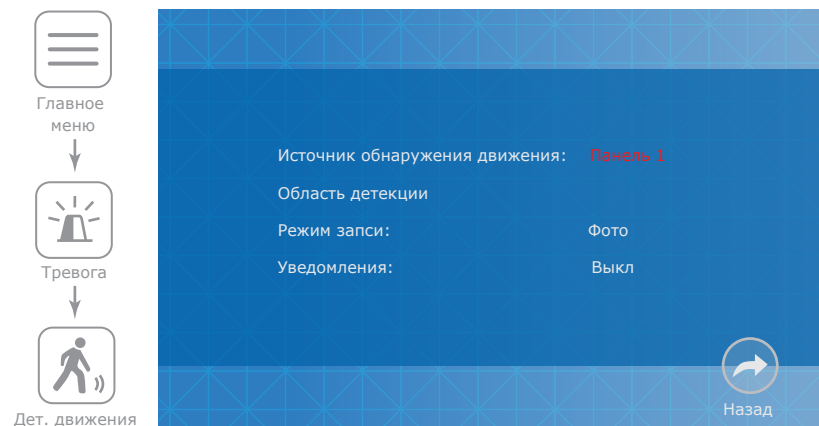 Главное
меню
Тревога
Дет. движения
Источник обнаружения движения: Панель 1
Область детекции
Режим запси: Фото
Уведомления: Выкл
Назад